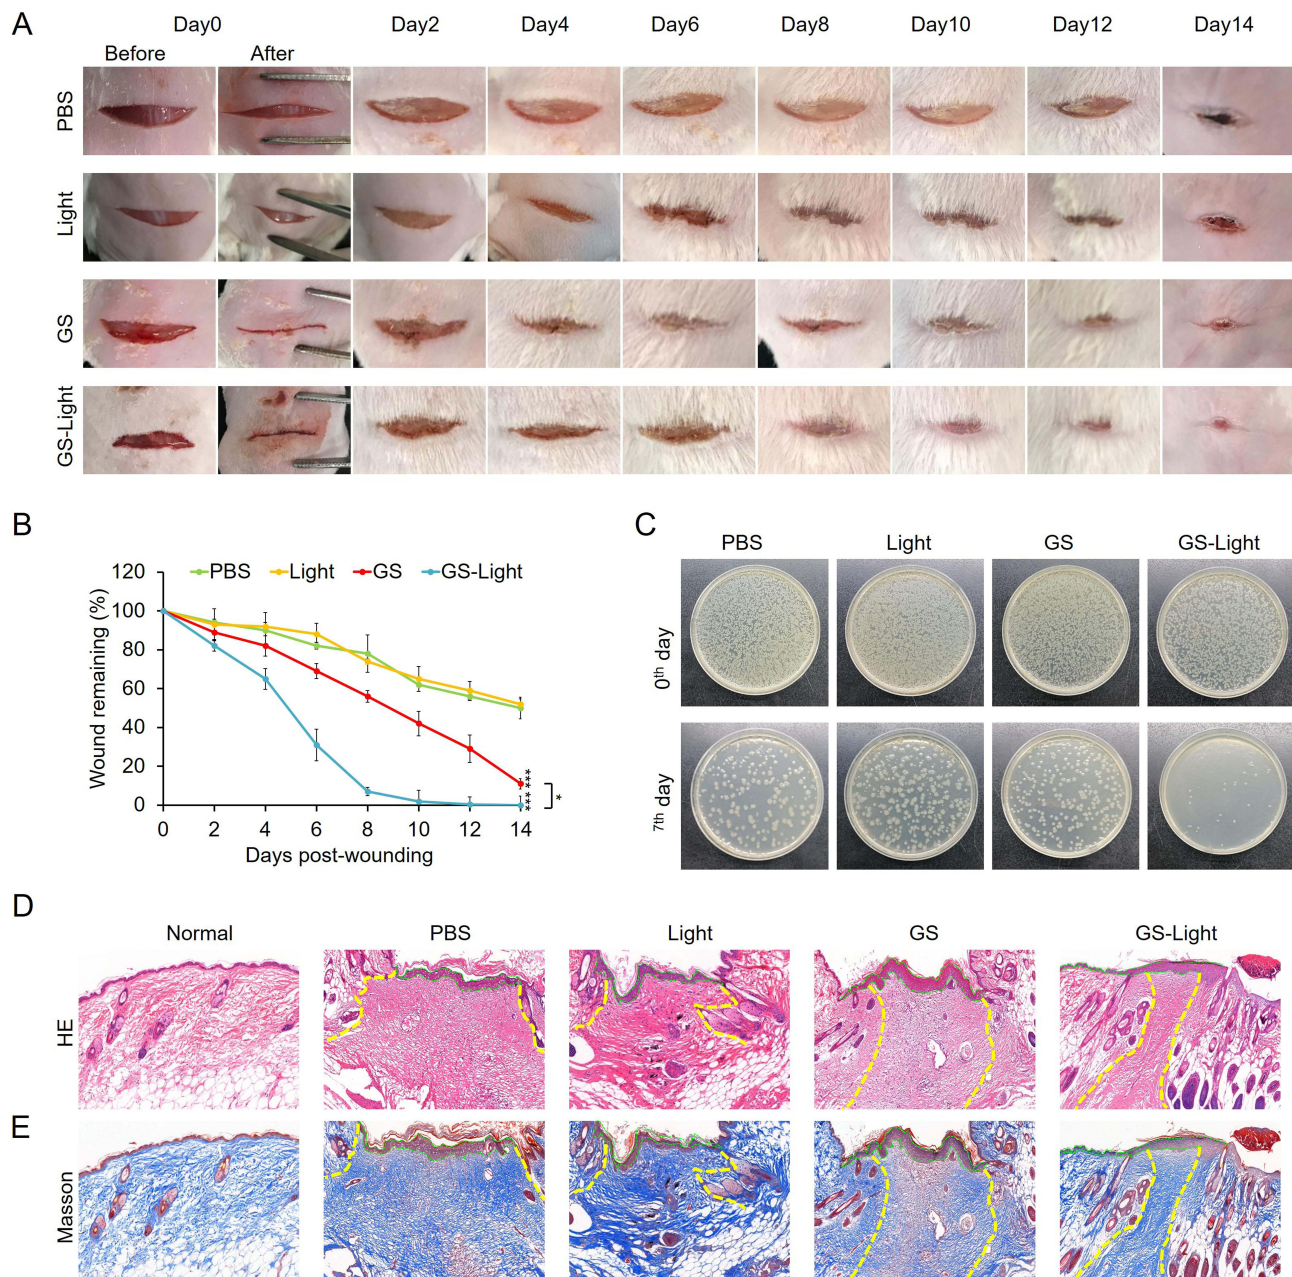 A
Day0 Day2 Day4 Day6 Day8 Day10 Day12 Day14
Before After
PBS
Light
GS
GS-Light
B
PBS Light GS GS-Light
Wound remaining (%)
120
100
80
60
40
20
0
*** *** *
0 2 4 6 8 10 12 14
Days post-wounding
C
PBS Light GS GS-Light
0th day
7th day
D
Normal PBS Light GS GS-Light
HE
E
Masson